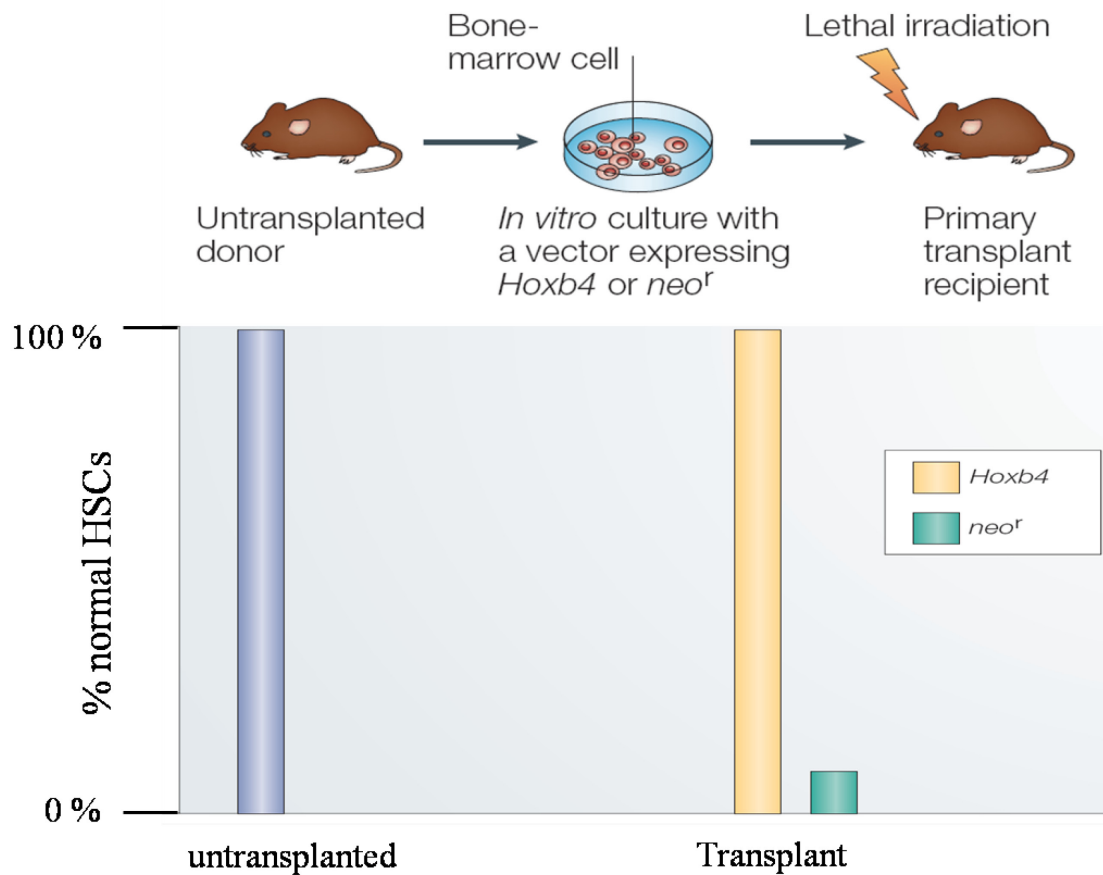 Bone-
marrow cell
Lethal irradiation
Untransplanted
donor
In vitro culture with
a vector expressing
Hoxb4 or neoʳ
Primary
transplant
recipient
100 %
% normal HSCs
Hoxb4
neoʳ
0 %
untransplanted
Transplant